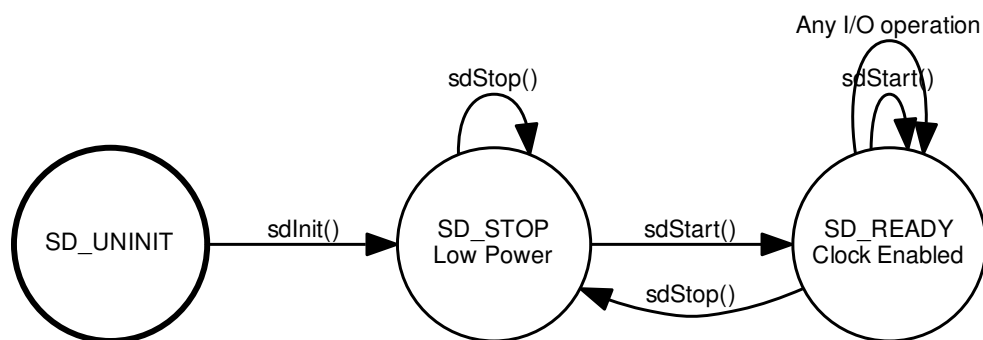 Any I/O operation
sdStop()
sdStart()
SD_UNINIT
sdInit()
SD_STOP
Low Power
sdStart()
SD_READY
Clock Enabled
sdStop()